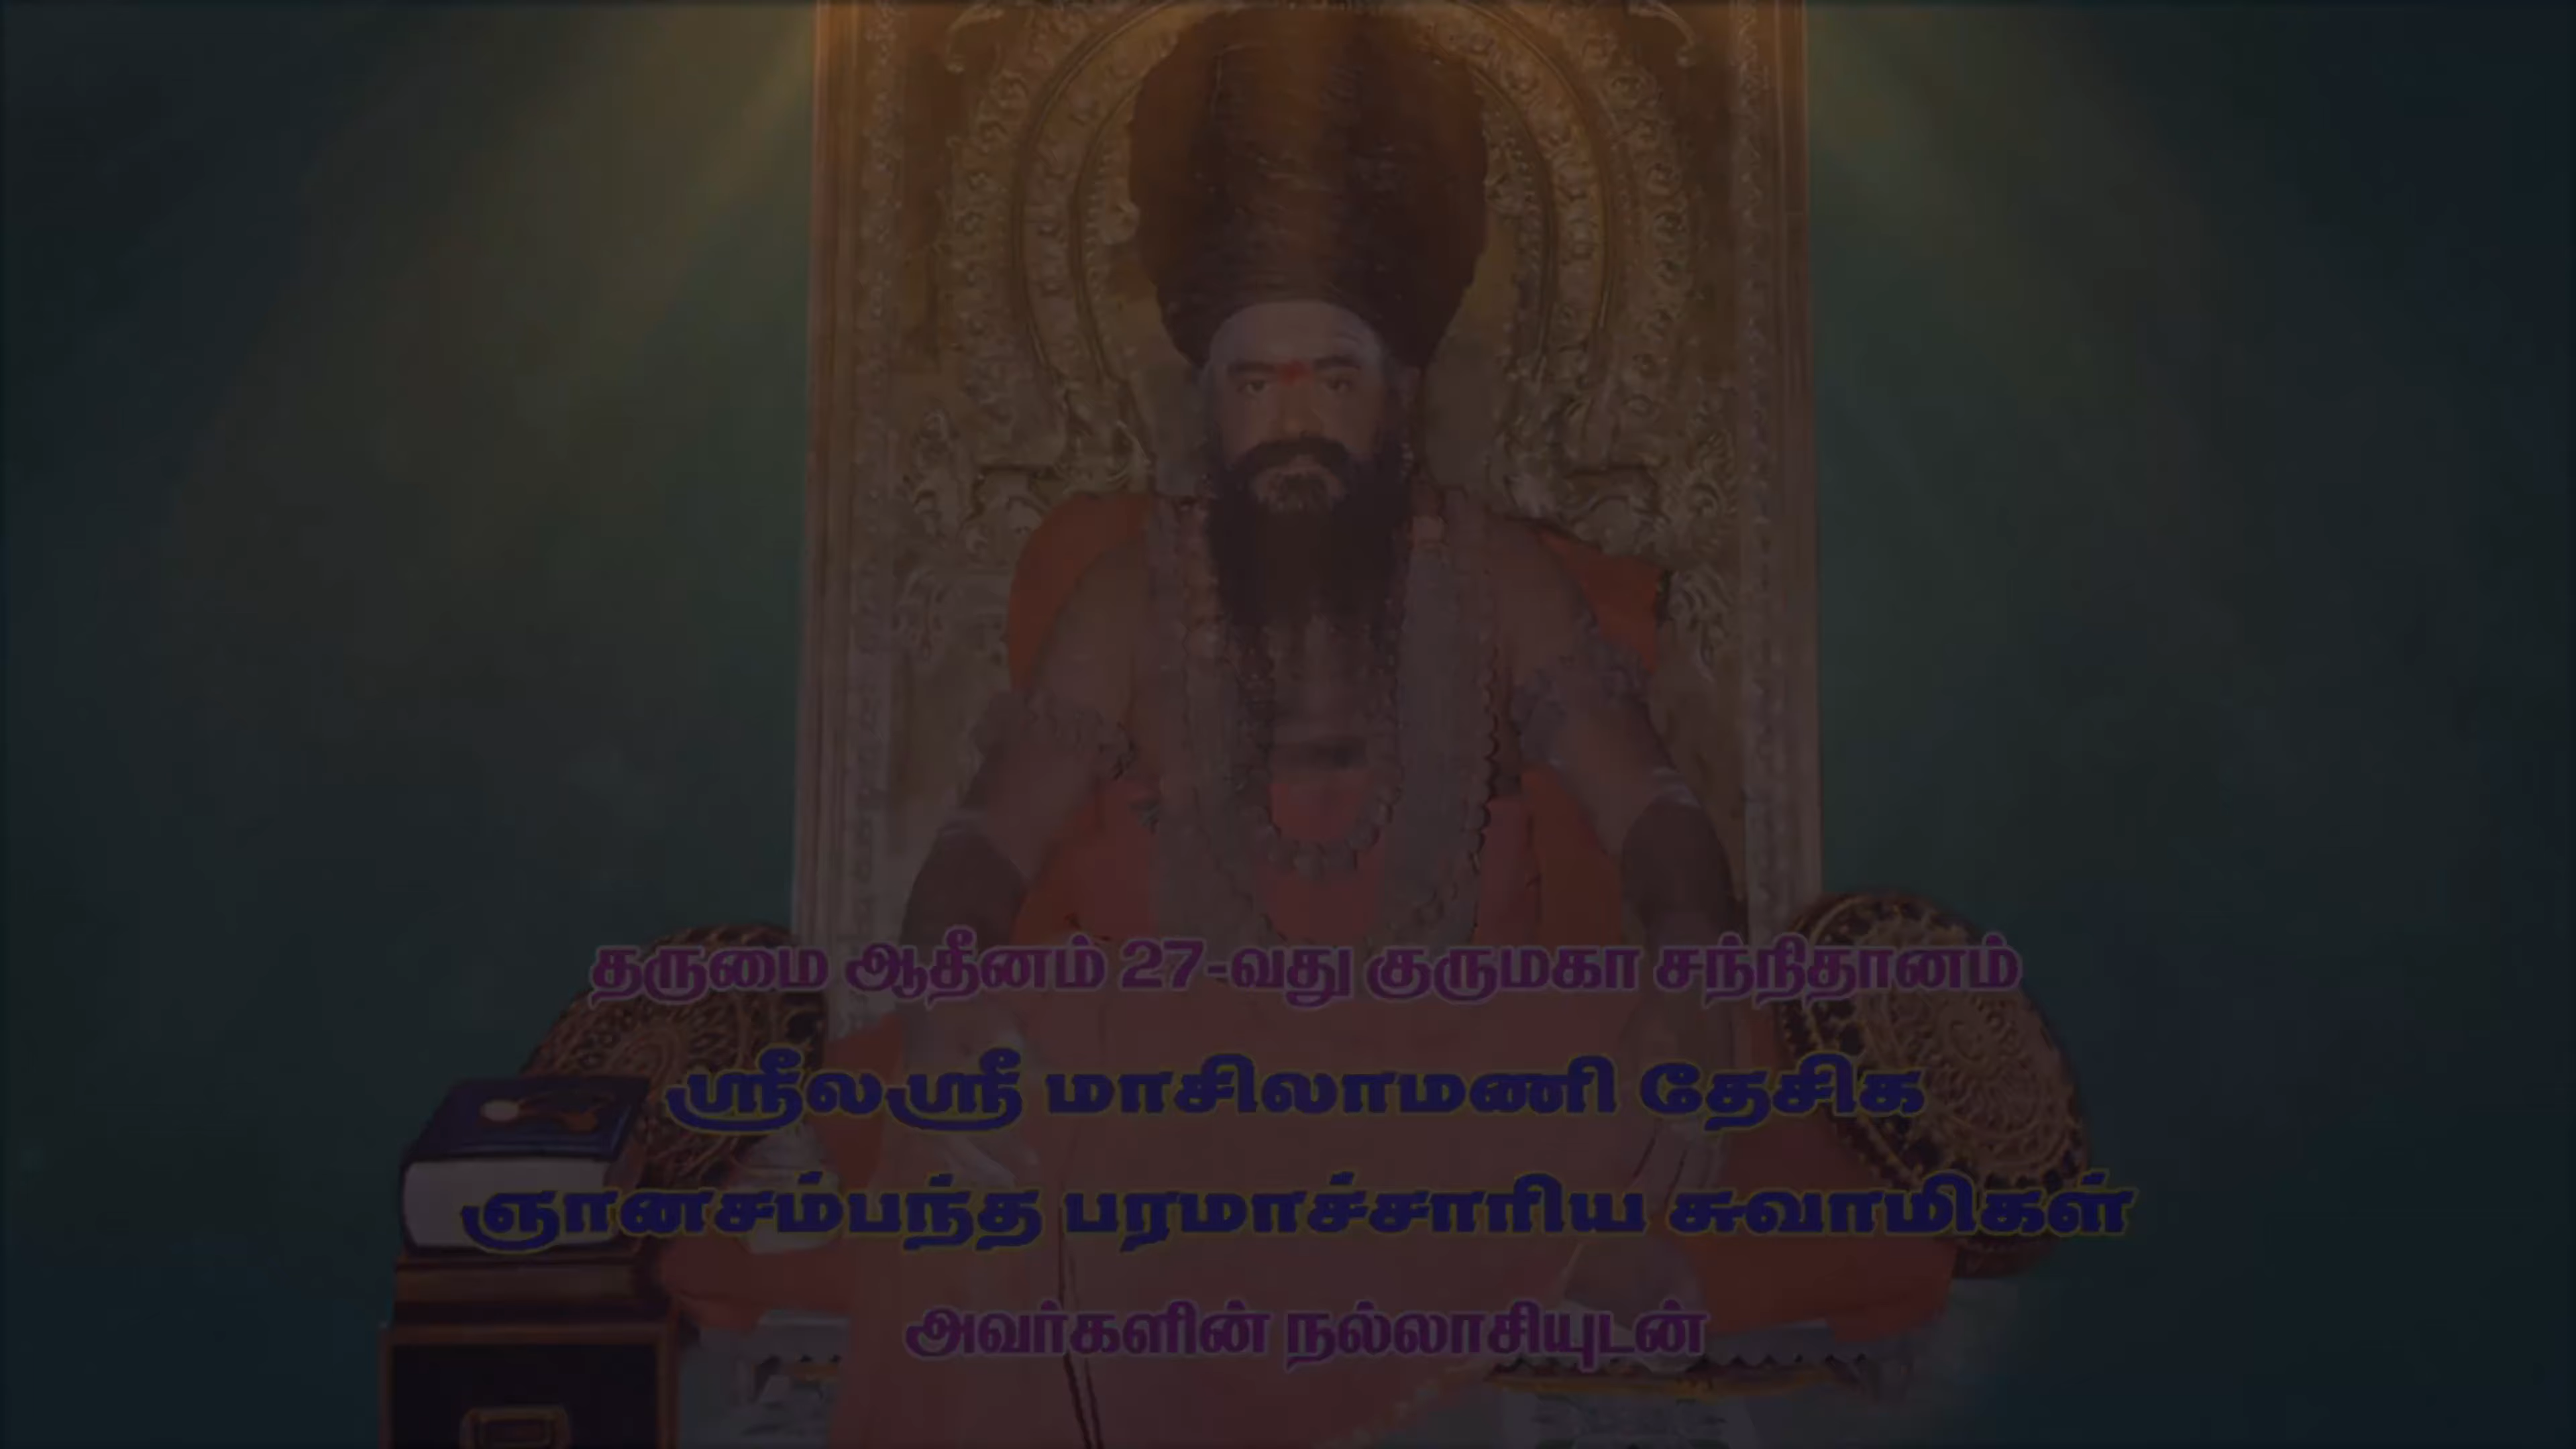 தருமை ஆதீனம் 27-வது குருமகா சந்நிதானம்
ஸ்ரீலஸ்ரீ மாசிலாமணி தேசிக
ஞானசம்பந்த பரமாச்சாரிய சுவாமிகள்
அவர்களின் நல்லாசியுடன்